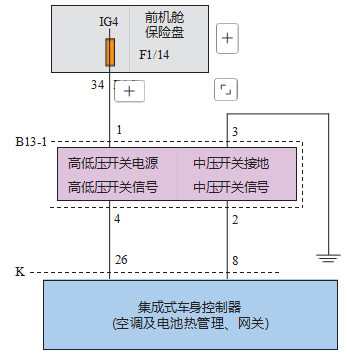 IG4
前机舱
保险盘
F1/14
34
1
3
B13-1
高低压开关电源
中压开关接地
高低压开关信号
中压开关信号
4
2
26
8
K
集成式车身控制器
(空调及电池热管理、网关)